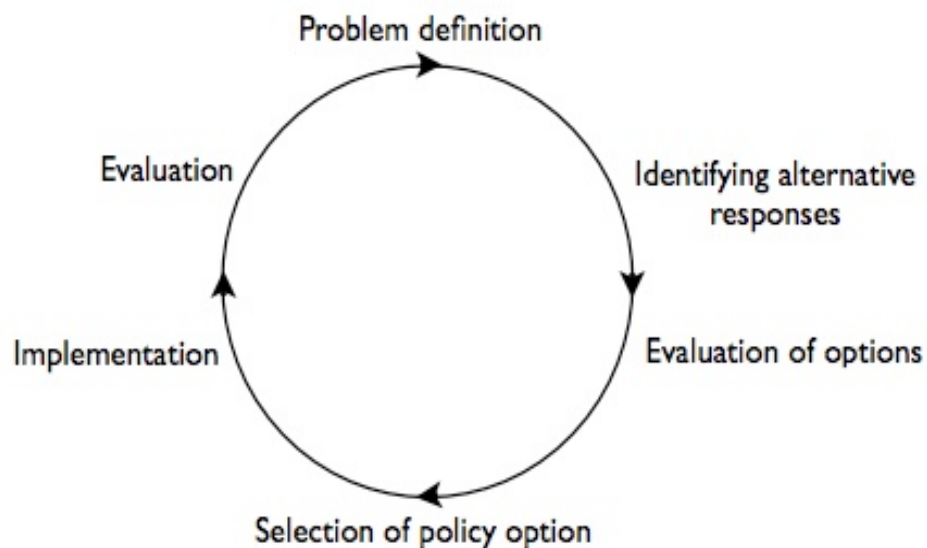 Problem definition
Identifying alternative
responses
Evaluation of options
Selection of policy option
Implementation
Evaluation